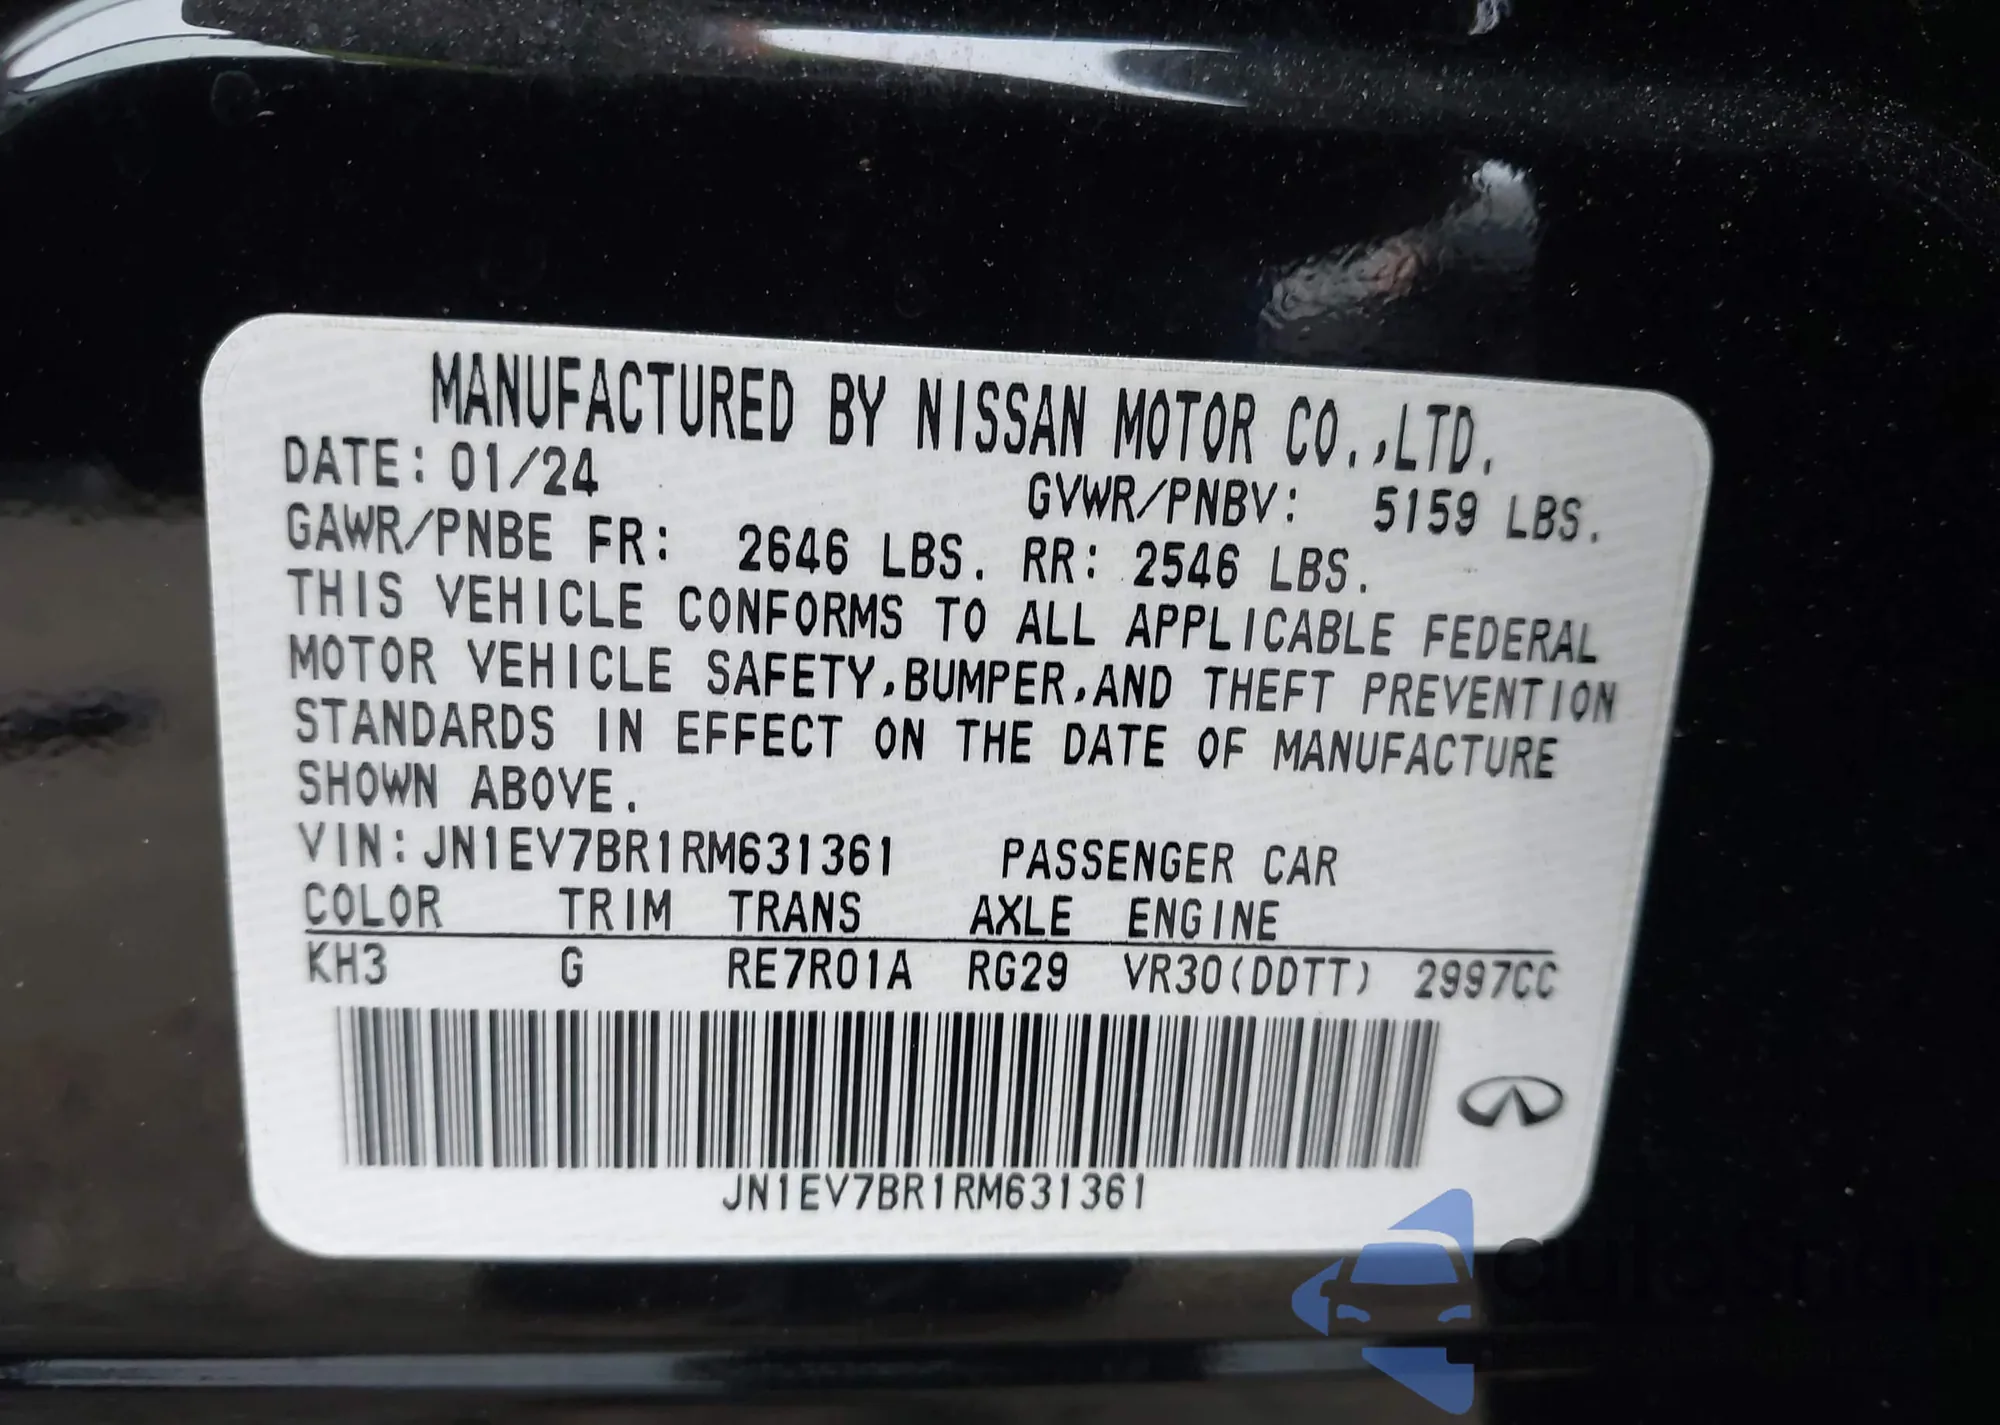 MANUFACTURED BY NISSAN MOTOR CO.,LTD.
DATE: 01/24 GVWR/PNBV: 5159 LBS.
GAWR/PNBE FR: 2646 LBS. RR: 2546 LBS.
THIS VEHICLE CONFORMS TO ALL APPLICABLE FEDERAL
MOTOR VEHICLE SAFETY,BUMPER,AND THEFT PREVENTION
STANDARDS IN EFFECT ON THE DATE OF MANUFACTURE
SHOWN ABOVE.
VIN: JN1EV7BR1RM631361 PASSENGER CAR
COLOR TRIM TRANS AXLE ENGINE
KH3 G RE7R01A RG29 VR30(DDTT) 2997CC
JN1EV7BR1RM631361